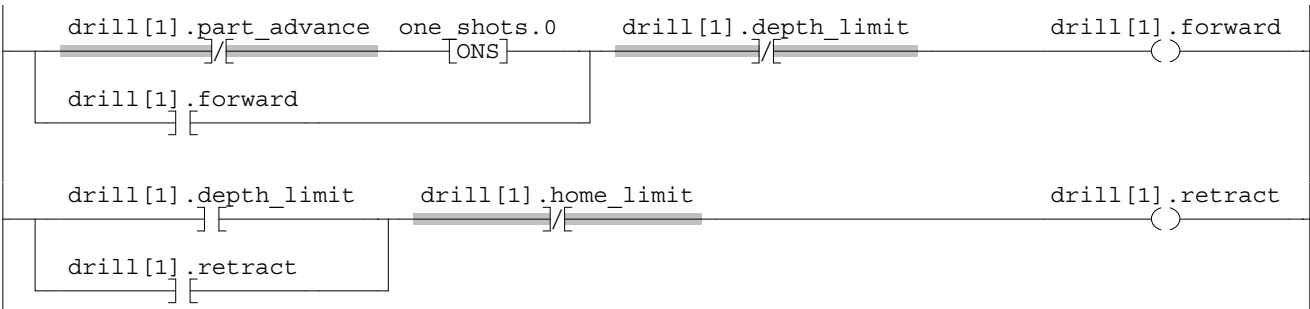 drill[1].part_advance one_shots.0 drill[1].depth_limit drill[1].forward
ONS
drill[1].forward
drill[1].depth_limit drill[1].home_limit drill[1].retract
drill[1].retract